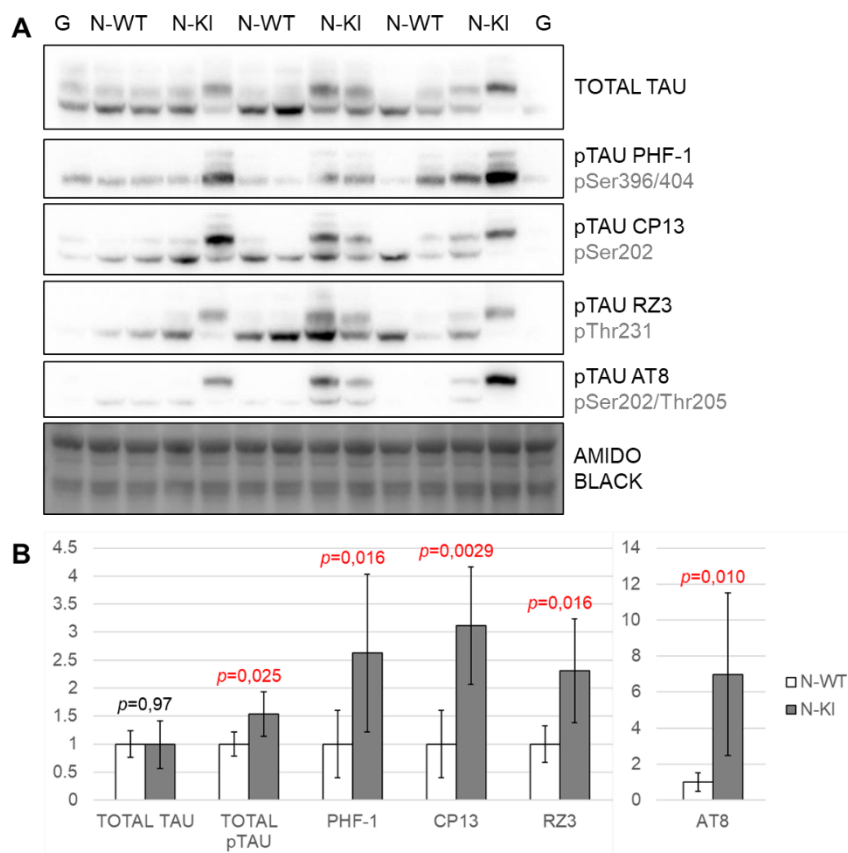 A
G N-WT N-KI N-WT N-KI N-WT N-KI G
TOTAL TAU
pTAU PHF-1
pSer396/404
pTAU CP13
pSer202
pTAU RZ3
pThr231
pTAU AT8
pSer202/Thr205
AMIDO
BLACK
B
4.5
4
3.5
3
2.5
2
1.5
1
0.5
0
p=0,97
p=0,025
p=0,016
p=0,0029
p=0,016
TOTAL TAU
TOTAL
pTAU
PHF-1
CP13
RZ3
14
12
10
8
6
4
2
0
p=0,010
AT8
N-WT
N-KI